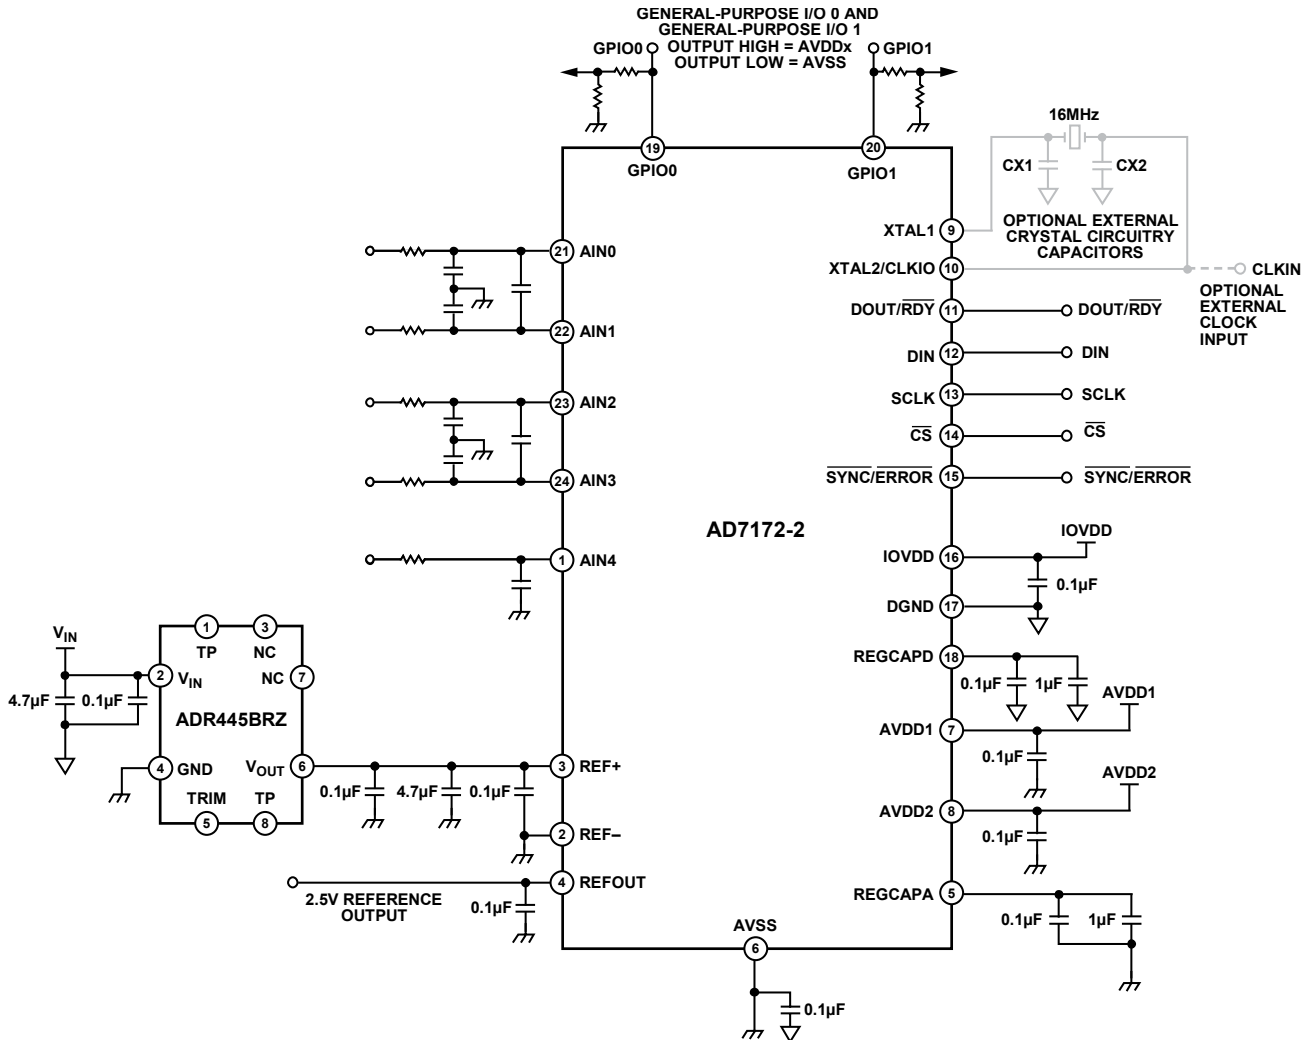 GENERAL-PURPOSE I/O 0 AND
GENERAL-PURPOSE I/O 1
OUTPUT HIGH = AVDDx
OUTPUT LOW = AVSS
GPIO0
GPIO1
19
GPIO0
20
GPIO1
16MHz
CX1
CX2
OPTIONAL EXTERNAL
CRYSTAL CIRCUITRY
CAPACITORS
XTAL1
9
XTAL2/CLKIO
10
CLKIN
OPTIONAL
EXTERNAL
CLOCK
INPUT
21
AIN0
22
AIN1
23
AIN2
24
AIN3
1
AIN4
DOUT/RDY
11
DOUT/RDY
DIN
12
DIN
SCLK
13
SCLK
CS
14
CS
SYNC/ERROR
15
SYNC/ERROR
AD7172-2
IOVDD
16
IOVDD
0.1µF
DGND
17
REGCAPD
18
0.1µF
1µF
AVDD1
7
AVDD1
0.1µF
AVDD2
8
AVDD2
0.1µF
REGCAPA
5
0.1µF
1µF
VIN
4.7µF
0.1µF
2
VIN
1
TP
3
NC
NC
7
ADR445BRZ
4
GND
VOUT
6
TRIM
5
TP
8
0.1µF
4.7µF
0.1µF
3
REF+
2
REF–
4
REFOUT
2.5V REFERENCE
OUTPUT
0.1µF
AVSS
6
0.1µF